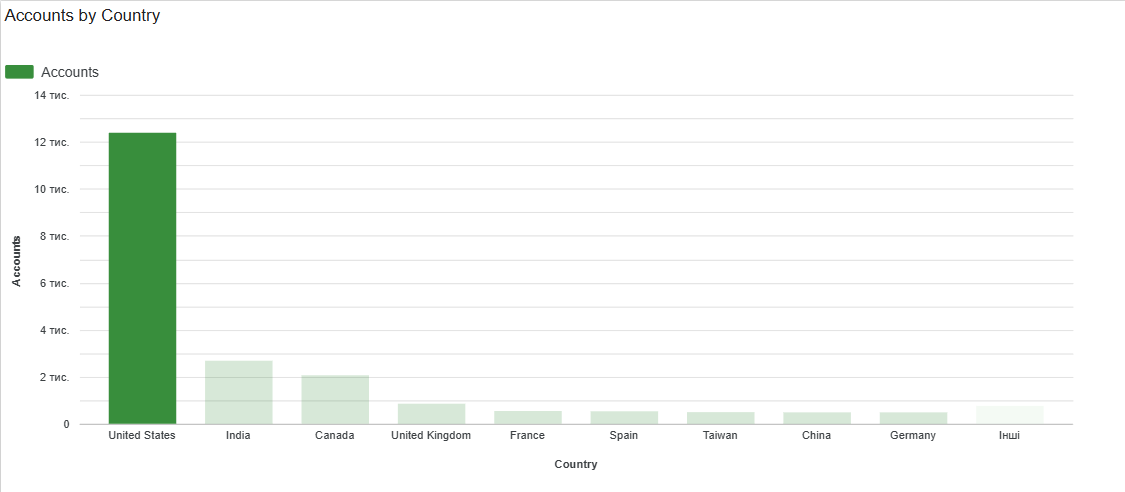 Accounts by Country
Accounts
14 тис.
12 тис.
10 тис.
8 тис.
6 тис.
4 тис.
2 тис.
0
Accounts
United States
India
Canada
United Kingdom
France
Spain
Taiwan
China
Germany
Інші
Country